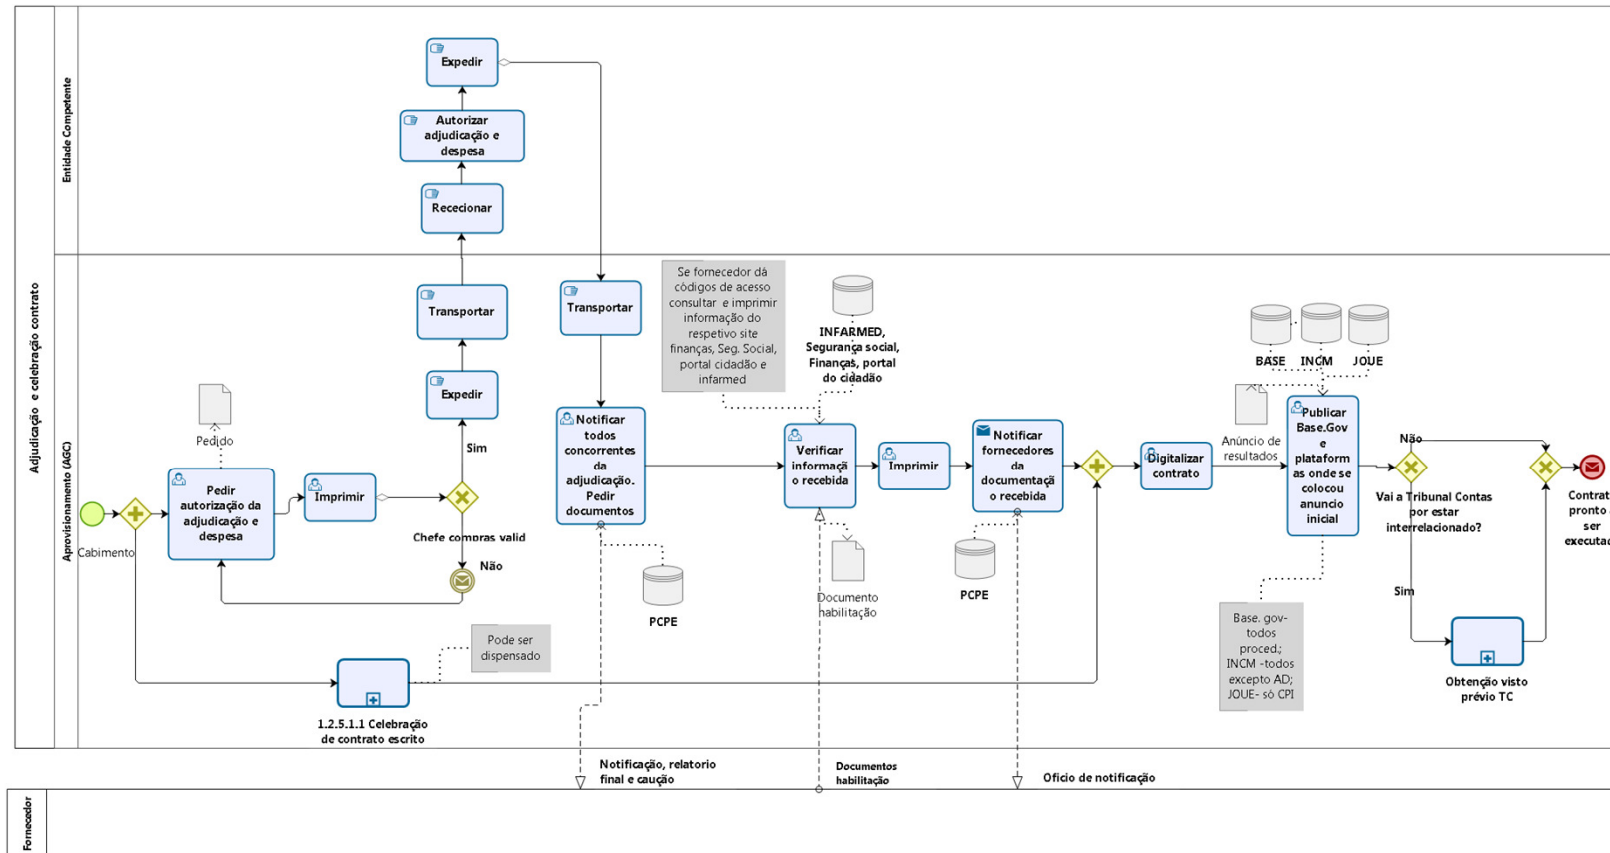 Adjudicação e celebração contrato
Entidade Competente
Expedir
Autorizar
adjudicação e
despesa
Rececionar
Aprovisionamento (AGC)
Transportar
Expedir
Sim
Pedido
Cabimento
Pedir
autorização da
adjudicação e
despesa
Imprimir
Chefe compras valid
Não
Pode ser
dispensado
1.2.5.1.1 Celebração
de contrato escrito
Transportar
Notificar
todos
concorrentes
da
adjudicação.
Pedir
documentos
PCPE
Se fornecedor dá
códigos de acesso
consultar e imprimir
informação do
respetivo site
finanças, Seg. Social,
portal cidadão e
infarmed
INFARMED,
Segurança social,
Finanças, portal
do cidadão
Verificar
informaçã
o recebida
Documento
habilitação
Imprimir
Notificar
fornecedores
da
documentaçã
o recebida
PCPE
Digitalizar
contrato
BASE
INCM
JOUE
Anúncio de
resultados
Publicar
Base.Gov
e
plataform
as onde se
colocou
anuncio
inicial
Base. gov-
todos
proced.;
INCM -todos
excepto AD;
JOUE- só CPI
Não
Vai a Tribunal Contas
por estar
interrelacionado?
Sim
Obtenção visto
prévio TC
Contrat
pronto
ser
executad
Notificação, relatorio
final e caução
Documentos
habilitação
Oficio de notificação
Fornecedor